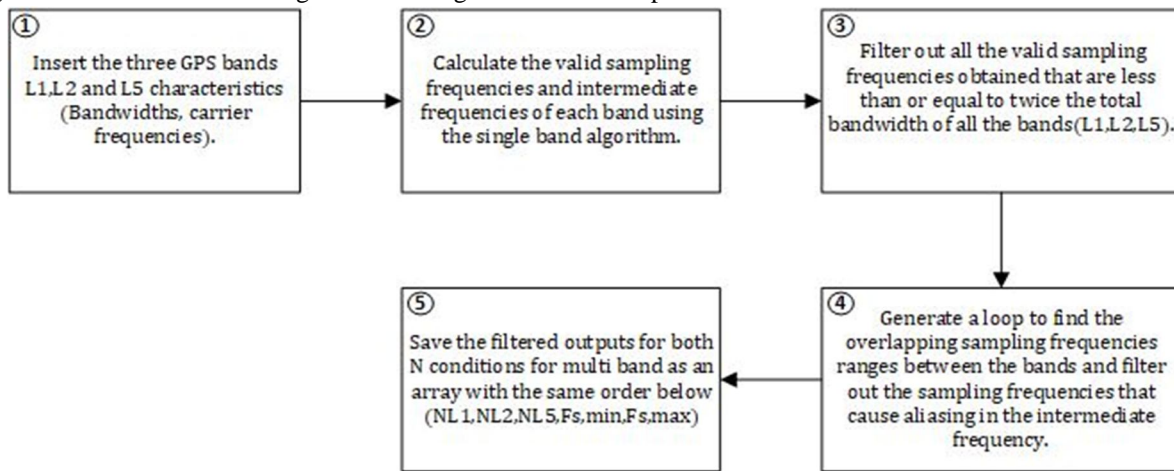 ①
Insert the three GPS bands
L1,L2 and L5 characteristics
(Bandwidths, carrier
frequencies).
②
Calculate the valid sampling
frequencies and intermediate
frequencies of each band using
the single band algorithm.
③
Filter out all the valid sampling
frequencies obtained that are less
than or equal to twice the total
bandwidth of all the bands(L1,L2,L5).
④
Generate a loop to find the
overlapping sampling frequencies
ranges between the bands and filter
out the sampling frequencies that
cause aliasing in the intermediate
frequency.
⑤
Save the filtered outputs for both
N conditions for multi band as an
array with the same order below
(NL1,NL2,NL5,Fs,min,Fs,max)